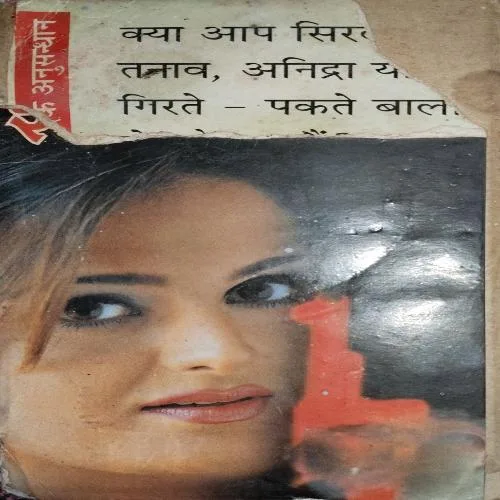 क्या आप
तनाव, अनिद्रा या
गिरते – पकते बाल
अनुसन्धान